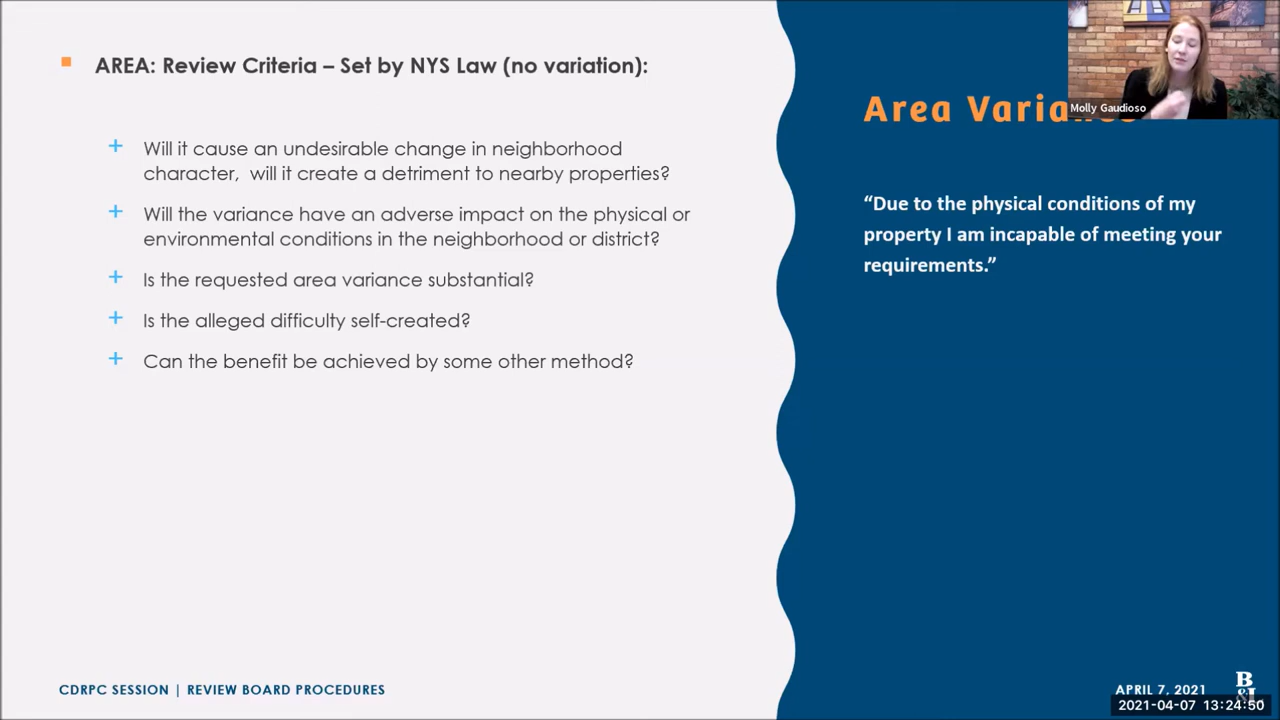 AREA: Review Criteria – Set by NYS Law (no variation):
+ Will it cause an undesirable change in neighborhood
character, will it create a detriment to nearby properties?
+ Will the variance have an adverse impact on the physical or
environmental conditions in the neighborhood or district?
+ Is the requested area variance substantial?
+ Is the alleged difficulty self-created?
+ Can the benefit be achieved by some other method?
Molly Gaudioso
Area
“Due to the physical conditions of my
property I am incapable of meeting your
requirements.”
CDRPC SESSION | REVIEW BOARD PROCEDURES
APRIL 7, 2021
B&L
2021-04-07 13:24:50